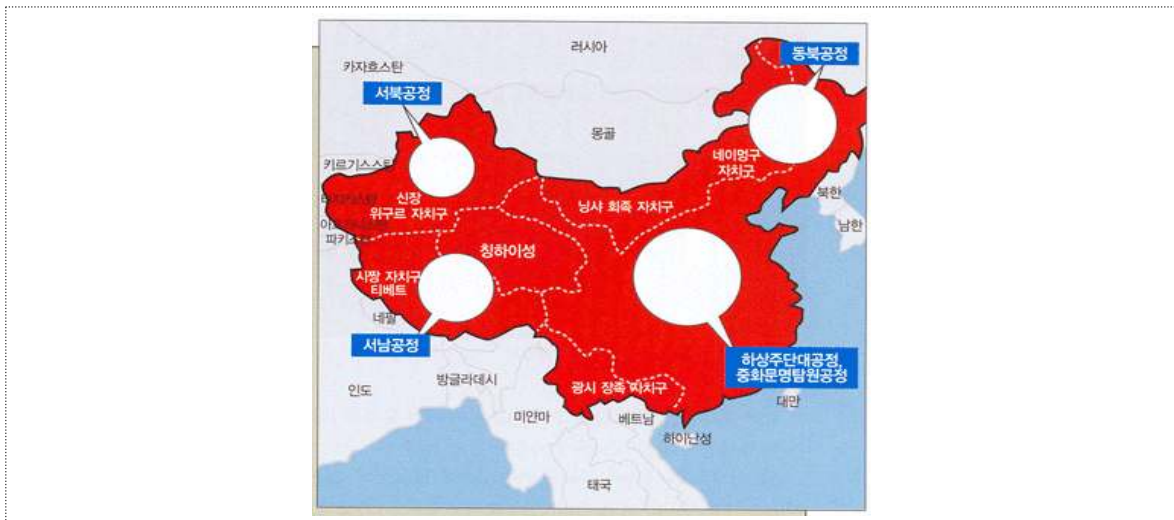 러시아
동북공정
카자흐스탄
서북공정
몽골
키르기스스탄
네이멍구
자치군
신장
위구르 자치구
닝샤 회족 자치구
북한
남한
파키스
칭하이성
시짱 자치구
티베트
네팔
서남공정
하상주단대공정,
중화문명탐원공정
인도
방글라데시
광시 장족 자치구
대만
미얀마
베트남
하이난성
태국